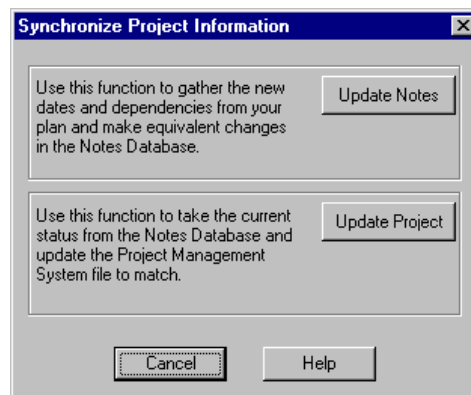 Synchronize Project Information
Use this function to gather the new
dates and dependencies from your
plan and make equivalent changes
in the Notes Database.
Update Notes
Use this function to take the current
status from the Notes Database and
update the Project Management
System file to match.
Update Project
Cancel
Help